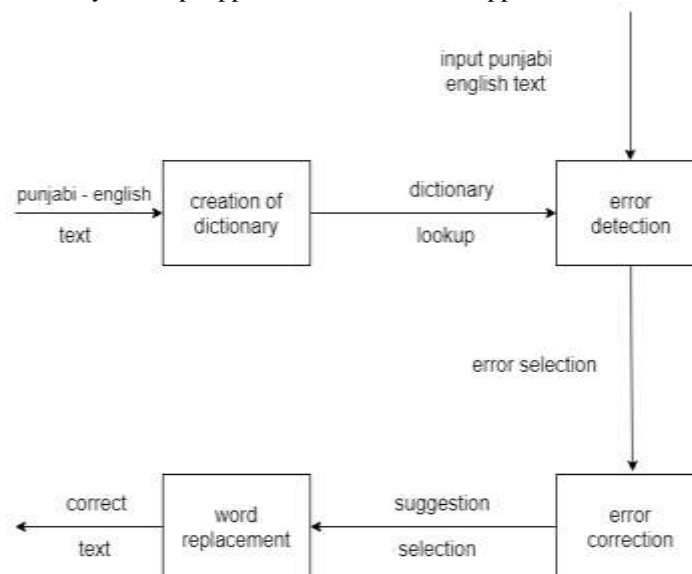 input punjabi
english text
punjabi - english
text
creation of
dictionary
dictionary
lookup
error
detection
error selection
correct
text
word
replacement
suggestion
selection
error
correction